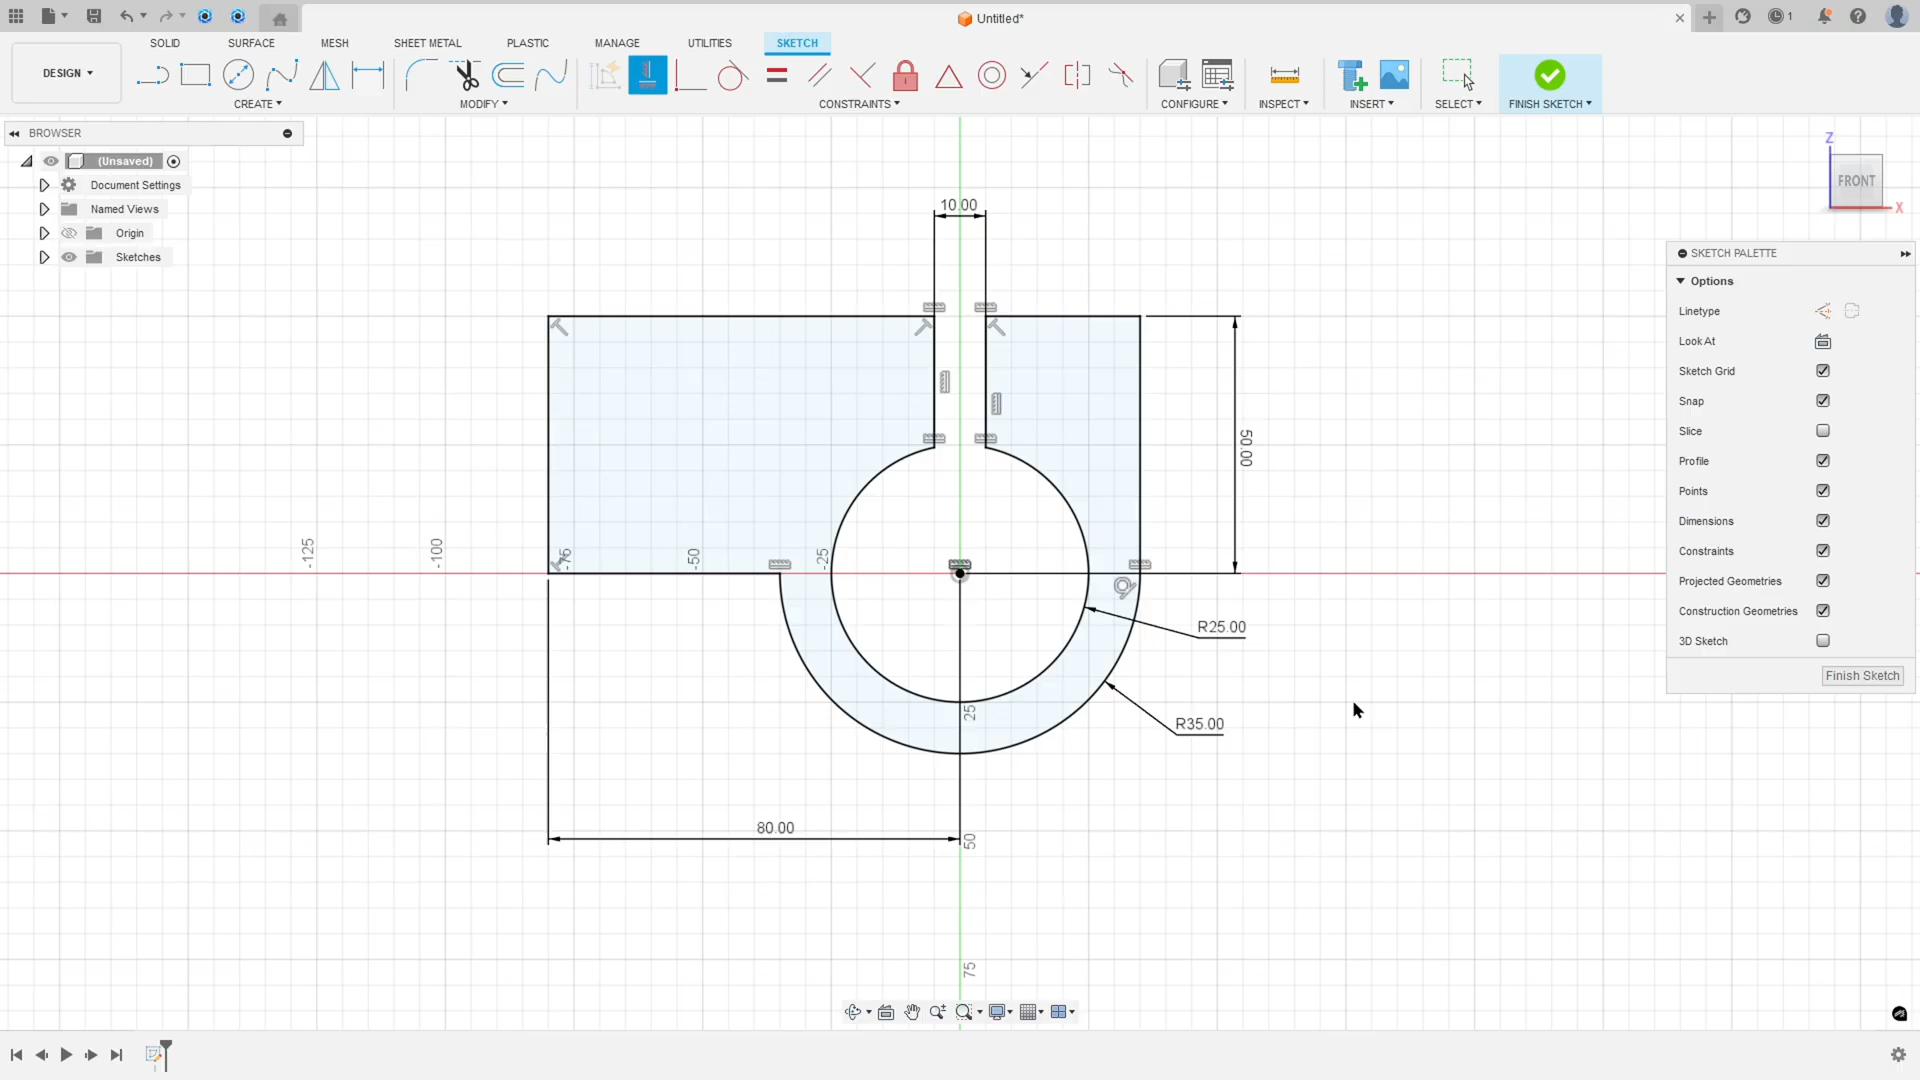 Untitled*
1
DESIGN
SOLID
SURFACE
MESH
SHEET METAL
PLASTIC
MANAGE
UTILITIES
SKETCH
CREATE
MODIFY
CONSTRAINTS
CONFIGURE
INSPECT
INSERT
SELECT
FINISH SKETCH
BROWSER
(Unsaved)
Document Settings
Named Views
Origin
Sketches
Z
FRONT
X
10.00
50.00
-125
-100
-75
-50
-25
R25.00
R35.00
25
80.00
50
75
SKETCH PALETTE
Options
Linetype
Look At
Sketch Grid
Snap
Slice
Profile
Points
Dimensions
Constraints
Projected Geometries
Construction Geometries
3D Sketch
Finish Sketch